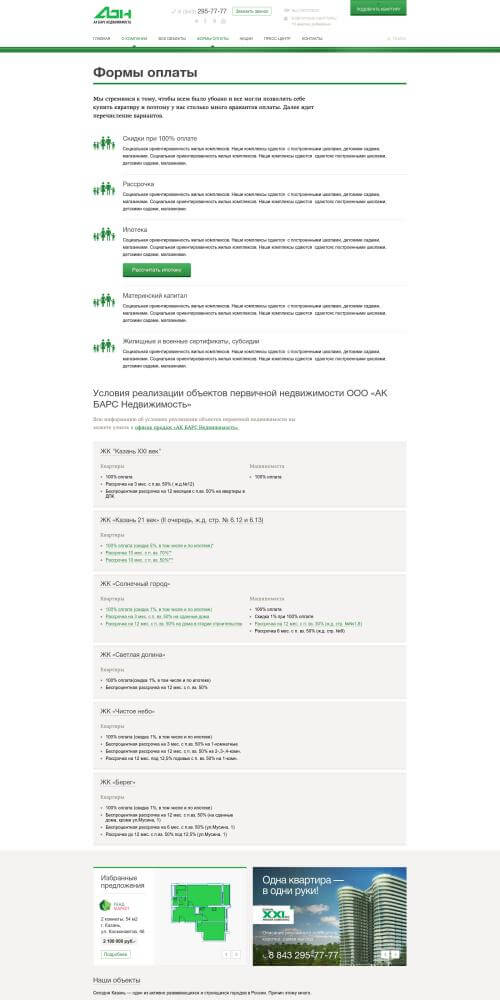 АК БАРС НЕДВИЖИМОСТЬ
8 (843) 295-77-77
Заказать звонок
ПОДОБРАТЬ КВАРТИРУ
ГЛАВНАЯ О КОМПАНИИ ВСЕ ОБЪЕКТЫ ФОРМЫ ОПЛАТЫ АКЦИИ ПРЕСС-ЦЕНТР КОНТАКТЫ
Формы оплаты
Мы стремимся к тому, чтобы всем было убоано и все могли позволить себе
купить квратиру и поэтому у нас столько много врвиантов оплаты. Далее идет
перечисление вариантов.
Скидки при 100% оплате
Социальная ориентированность жилых комплексов. Наши комплексы сдаются с построенными школами, детскими садами,
магазинами. Социальная ориентированность жилых комплексов. Наши комплексы сдаются сдаютсяс построенными школами,
детскими садами, магазинами.
Рассрочка
Социальная ориентированность жилых комплексов. Наши комплексы сдаются с построенными школами, детскими садами,
магазинами. Социальная ориентированность жилых комплексов. Наши комплексы сдаются сдаютсяс построенными школами,
детскими садами, магазинами.
Ипотека
Социальная ориентированность жилых комплексов. Наши комплексы сдаются с построенными школами, детскими садами,
магазинами. Социальная ориентированность жилых комплексов. Наши комплексы сдаются сдаютсяс построенными школами,
детскими садами, магазинами.
Рассчитать ипотеку
Материнский капитал
Социальная ориентированность жилых комплексов. Наши комплексы сдаются с построенными школами, детскими садами,
магазинами. Социальная ориентированность жилых комплексов. Наши комплексы сдаются сдаютсяс построенными школами,
детскими садами, магазинами.
Жилищные и военные сертификаты, субсидии
Социальная ориентированность жилых комплексов. Наши комплексы сдаются с построенными школами, детскими садами,
магазинами. Социальная ориентированность жилых комплексов. Наши комплексы сдаются сдаютсяс построенными школами,
детскими садами, магазинами.
Условия реализации объектов первичной недвижимости ООО «АК
БАРС Недвижимость»
Всю информацию об условиях реализации объектов первичной недвижимости вы
можете узнать в офисах продаж «АК БАРС Недвижимость».
ЖК "Казань XXI век"
Квартиры Машиноместа
100% оплата 100% оплата
Рассрочка на 3 мес. с п.вз. 50% ( ж.д.№12)
Беспроцентная рассрочка на 12 месяцев с п.вз. 50% на квартиры в
ДПК
ЖК «Казань 21 век» (II очередь, ж.д. стр. № 6.12 и 6.13)
Квартиры
100% оплата (скидка 5%, в том числе и по ипотеке)*
Рассрочка 10 мес. с п. вз. 70%**
Рассрочка 10 мес. с п. вз. 50%***
ЖК «Солнечный город»
Квартиры Машиноместа
100% оплата (скидка 1%, в том числе и по ипотеке) 100% оплата
Рассрочка на 3 мес. с п.вз. 50% на сданные дома Скидка 1% при 100% оплате
Рассрочка на 12 мес. с п.вз. 50% на дома в стадии строительства Рассрочка на 12 мес. с п.вз. 50% (ж.д. стр. №№1,8)
Рассрочка 6 мес. с п.вз. 50% (ж.д. стр. №9)
ЖК «Светлая долина»
Квартиры
100% оплата(скидка 1%, в том числе и по ипотеке)
Беспроцентная рассрочка на 12 мес. с п.вз. 50%
ЖК «Чистое небо»
Квартиры
100% оплата (скидка 1%, в том числе и по ипотеке)
Беспроцентная рассрочка на 3 мес. с п.вз. 50% на 1-комнатные
Беспроцентная рассрочка на 12 мес. с п.вз. 50% на 2-,3-,4-комн.
Рассрочка на 12 мес. под 12,5% годовых с п.вз. 50% на 1-комн.
ЖК «Берег»
Квартиры
100% оплата (скидка 1%, в том числе и по ипотеке)
Беспроцентная рассрочка на 12 мес. с п.вз. 50% (на сданные
дома, кроме ул.Мусина, 1)
Беспроцентная рассрочка на 6 мес. с п.вз. 50% (ул.Мусина, 1)
Рассрочка до 12 мес. с п.вз. 50% под 12,5% (ул.Мусина, 1)
Избранные
предложения
2 комнаты, 54 м2
г. Казань,
ул. Космонавтов, 46
2 100 000 руб.-
Подробнее
Одна квартира —
в одни руки!
XXI
8 843 295-77-77
Наши объекты
Сегодня Казань — один из активно развивающихся и строящихся городов в России. Причин этому много.